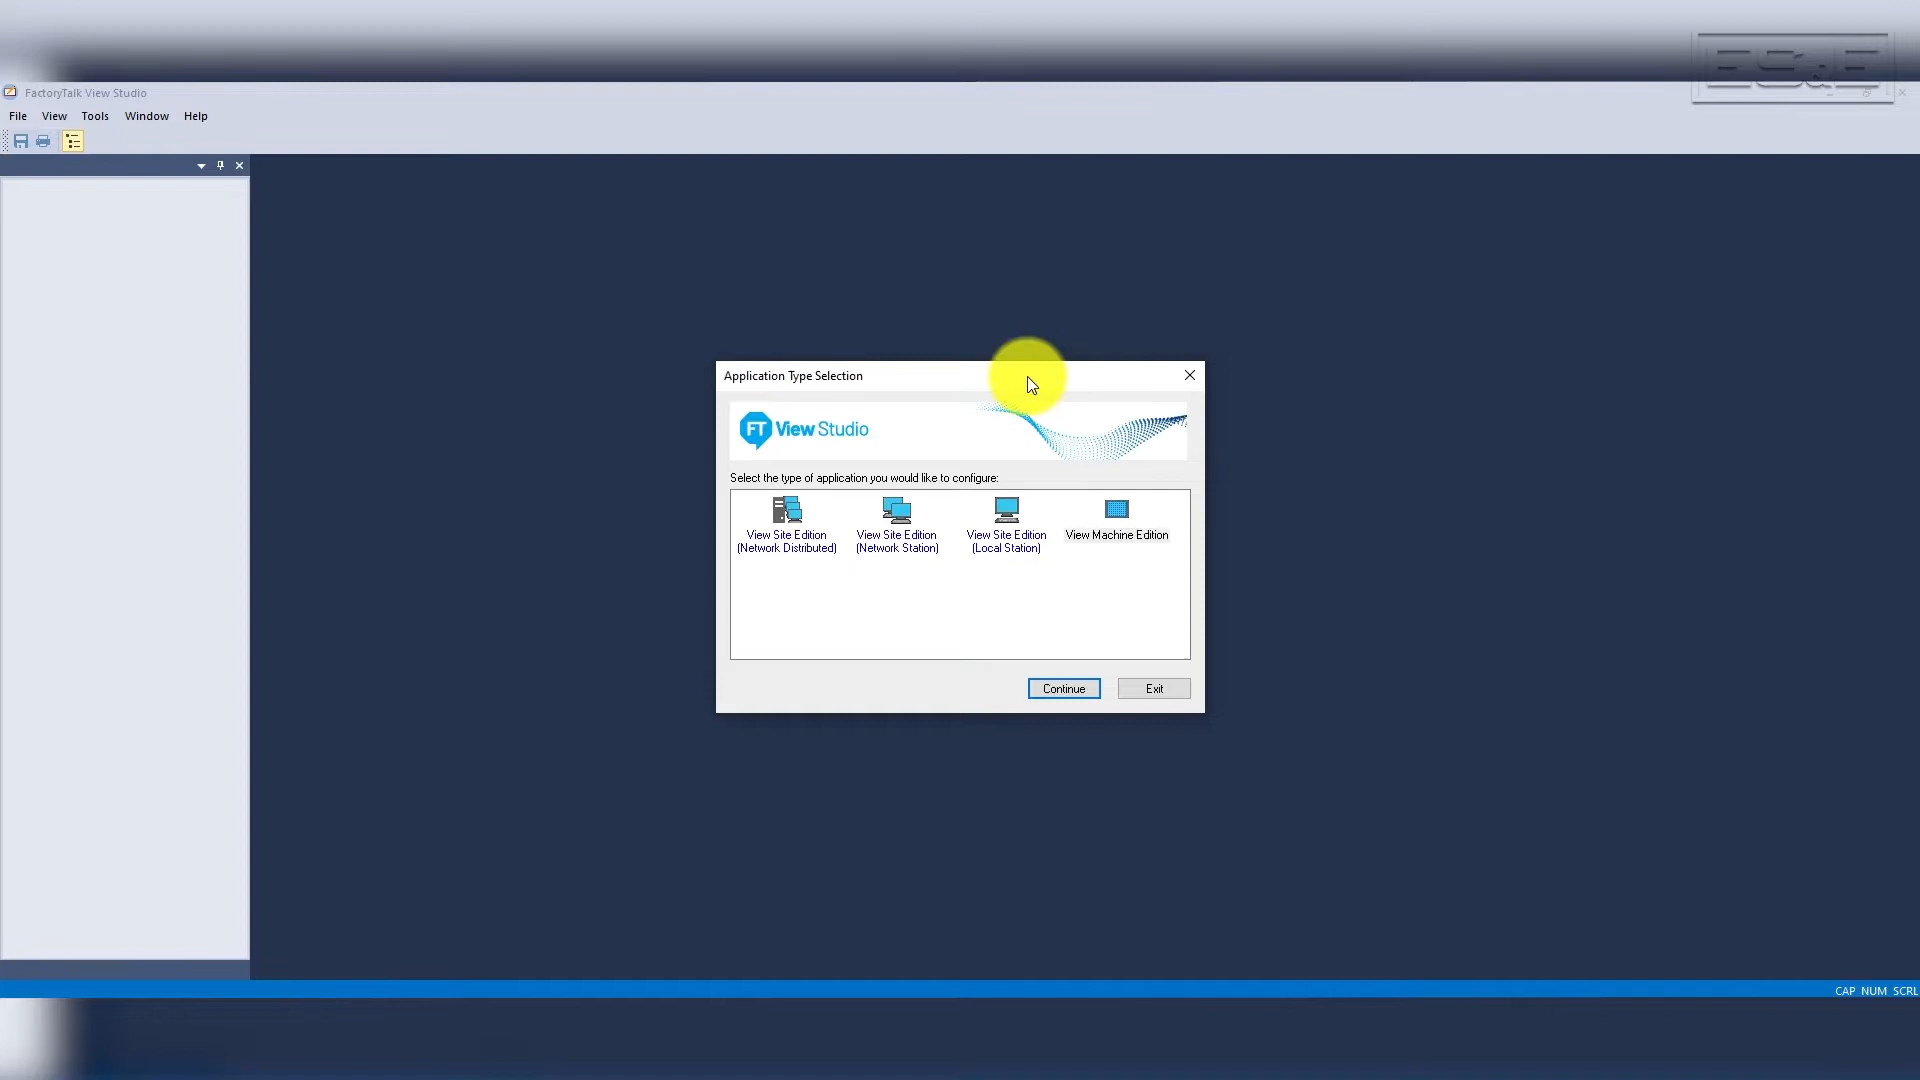 FactoryTalk View Studio
File View Tools Window Help
Application Type Selection
FT View Studio
Select the type of application you would like to configure:
View Site Edition
(Network Distributed)
View Site Edition
(Network Station)
View Site Edition
(Local Station)
View Machine Edition
Continue Exit
CAP NUM SCRL